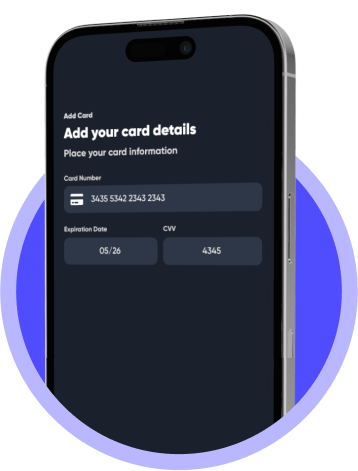 Add Card
Add your card details
Place your card information
Card Number
3435 5342 2343 2343
Expiration Date
CVV
05/26
4345